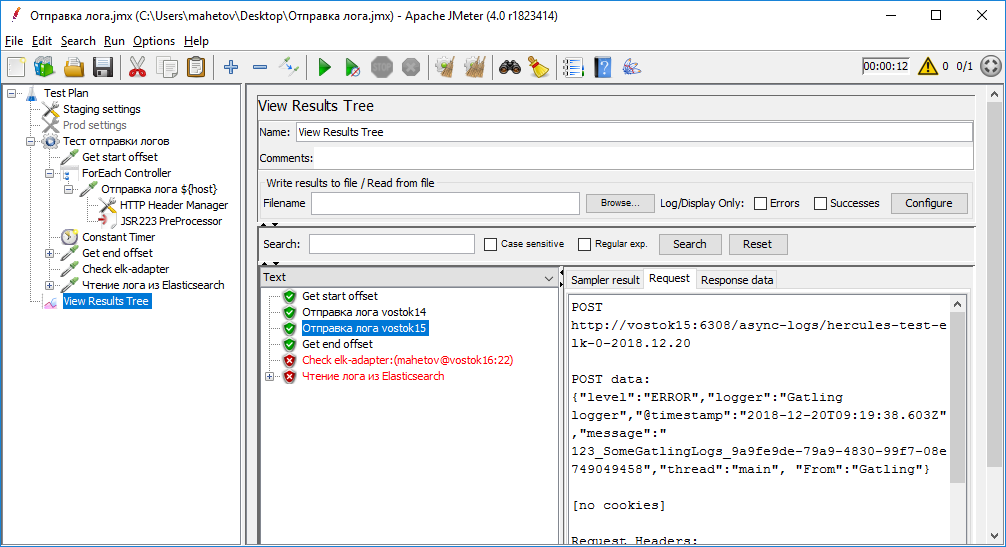 Отправка лога.jmx (C:\Users\mahetov\Desktop\Отправка лога.jmx) - Apache JMeter (4.0 r1823414)
File Edit Search Run Options Help
00:00:12 0 0/1
Test Plan
Staging settings
Prod settings
Тест отправки логов
Get start offset
ForEach Controller
Отправка лога ${host}
HTTP Header Manager
JSR223 PreProcessor
Constant Timer
Get end offset
Check elk-adapter
Чтение лога из Elasticsearch
View Results Tree
View Results Tree
Name: View Results Tree
Comments:
Write results to file / Read from file
Filename Browse... Log/Display Only: Errors Successes Configure
Search: Case sensitive Regular exp. Search Reset
Text
Get start offset
Отправка лога vostok14
Отправка лога vostok15
Get end offset
Check elk-adapter:(mahetov@vostok16:22)
Чтение лога из Elasticsearch
Sampler result Request Response data
POST
http://vostok15:6308/async-logs/hercules-test-e
lk-0-2018.12.20
POST data:
{"level":"ERROR","logger":"Gatling
logger","@timestamp":"2018-12-20T09:19:38.603Z"
,"message":"
123_SomeGatlingLogs_9a9fe9de-79a9-4830-99f7-08e
749049458","thread":"main", "From":"Gatling"}
[no cookies]
Request Headers: